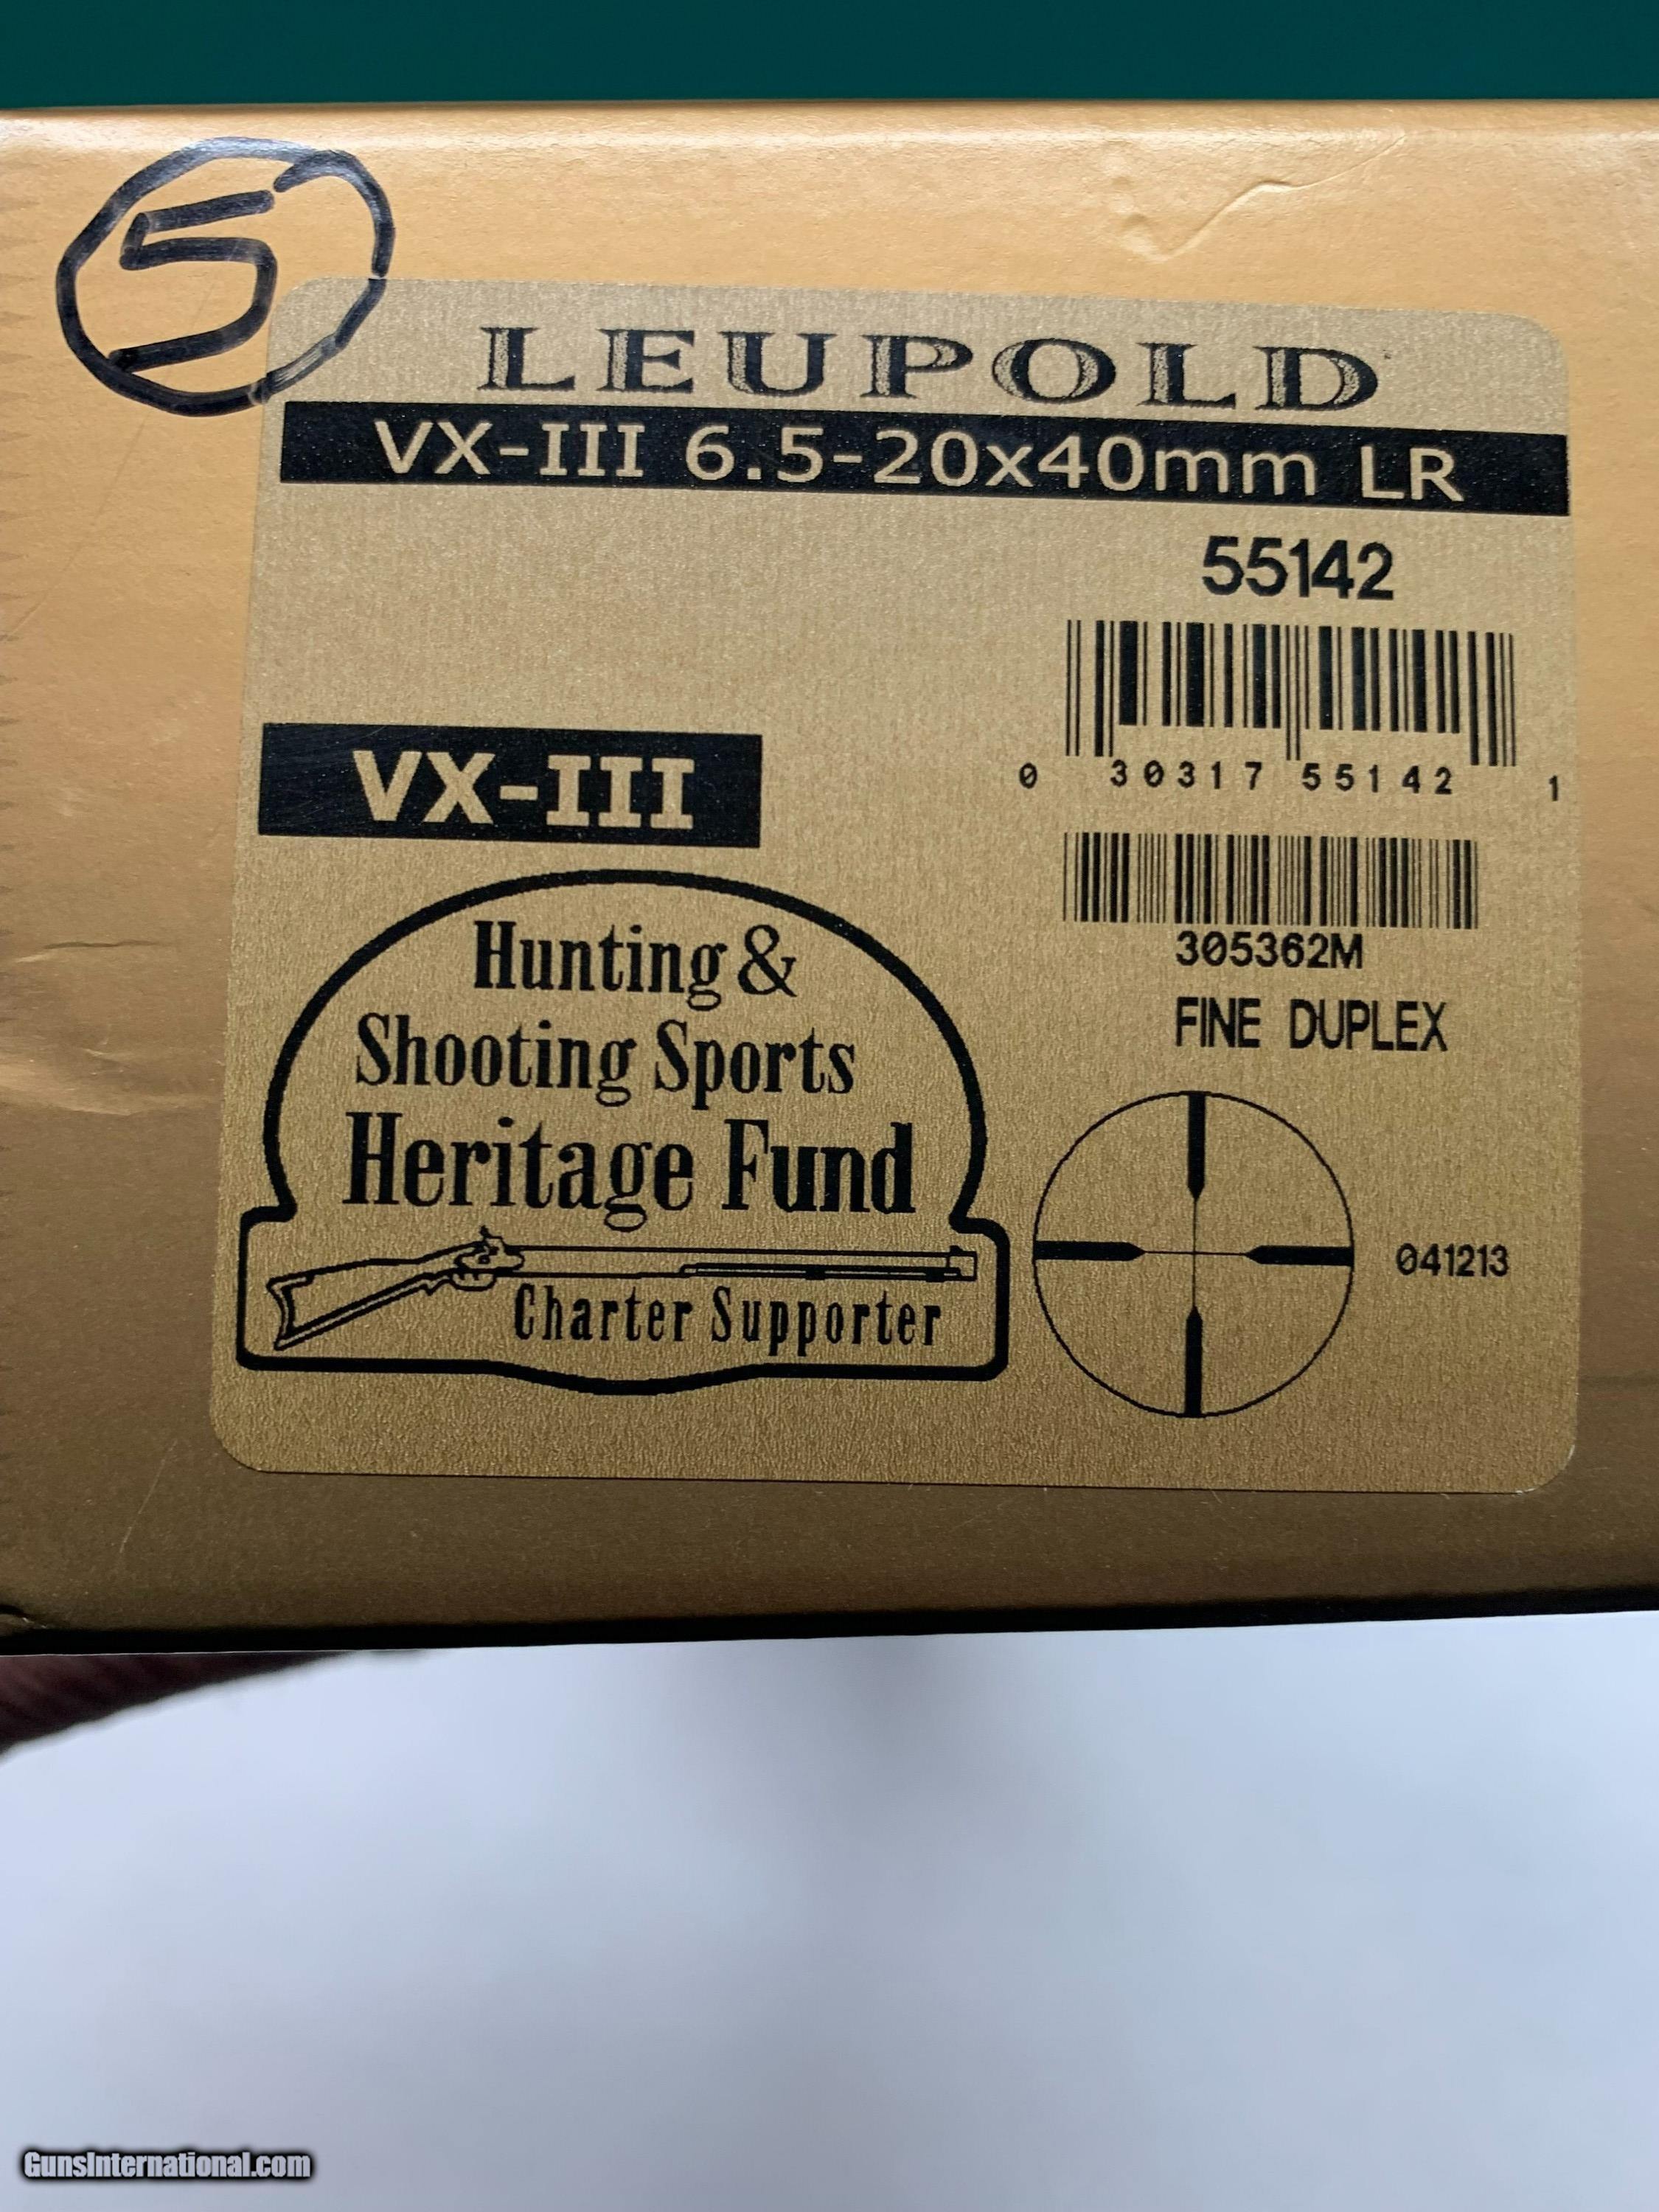 5
LEUPOLD
VX-III 6.5-20x40mm LR
55142
0 30317 55142 1
305362M
FINE DUPLEX
VX-III
Hunting &
Shooting Sports
Heritage Fund
Charter Supporter
041213
GunsInternational.com